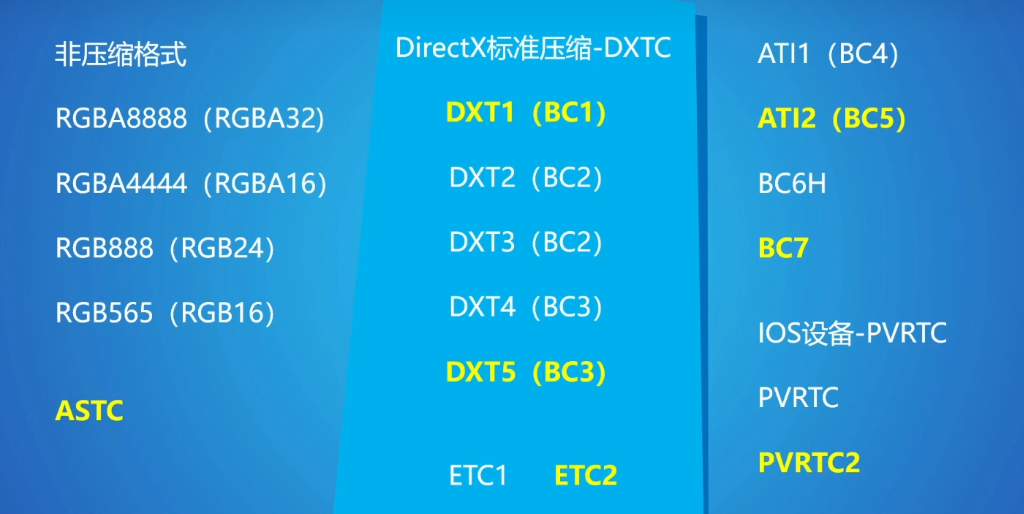 非压缩格式
RGBA8888（RGBA32）
RGBA4444（RGBA16）
RGB888（RGB24）
RGB565（RGB16）
ASTC
DirectX标准压缩-DXTC
DXT1（BC1）
DXT2（BC2）
DXT3（BC2）
DXT4（BC3）
DXT5（BC3）
ETC1 ETC2
ATI1（BC4）
ATI2（BC5）
BC6H
BC7
IOS设备-PVRTC
PVRTC
PVRTC2